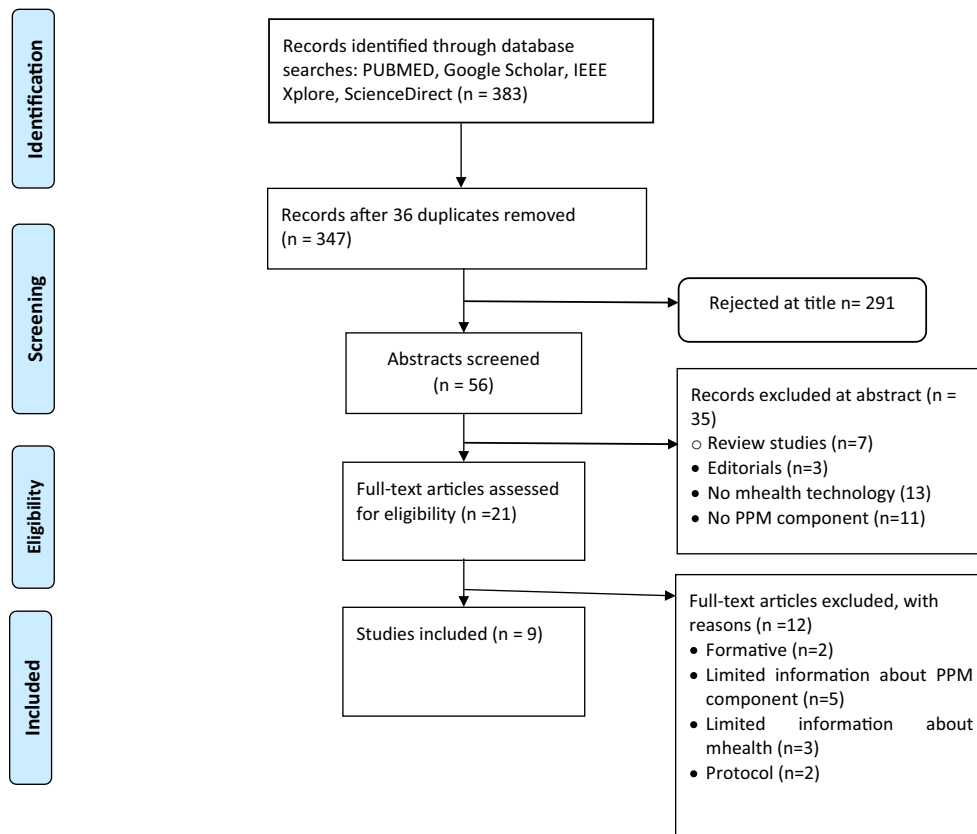 Identification
Records identified through database
searches: PUBMED, Google Scholar, IEEE
Xplore, ScienceDirect (n = 383)
Records after 36 duplicates removed
(n = 347)
Screening
Rejected at title n= 291
Abstracts screened
(n = 56)
Records excluded at abstract (n =
35)
○ Review studies (n=7)
• Editorials (n=3)
• No mhealth technology (13)
• No PPM component (n=11)
Eligibility
Full-text articles assessed
for eligibility (n =21)
Full-text articles excluded, with
reasons (n =12)
• Formative (n=2)
• Limited information about PPM
component (n=5)
• Limited information about
mhealth (n=3)
• Protocol (n=2)
Included
Studies included (n = 9)